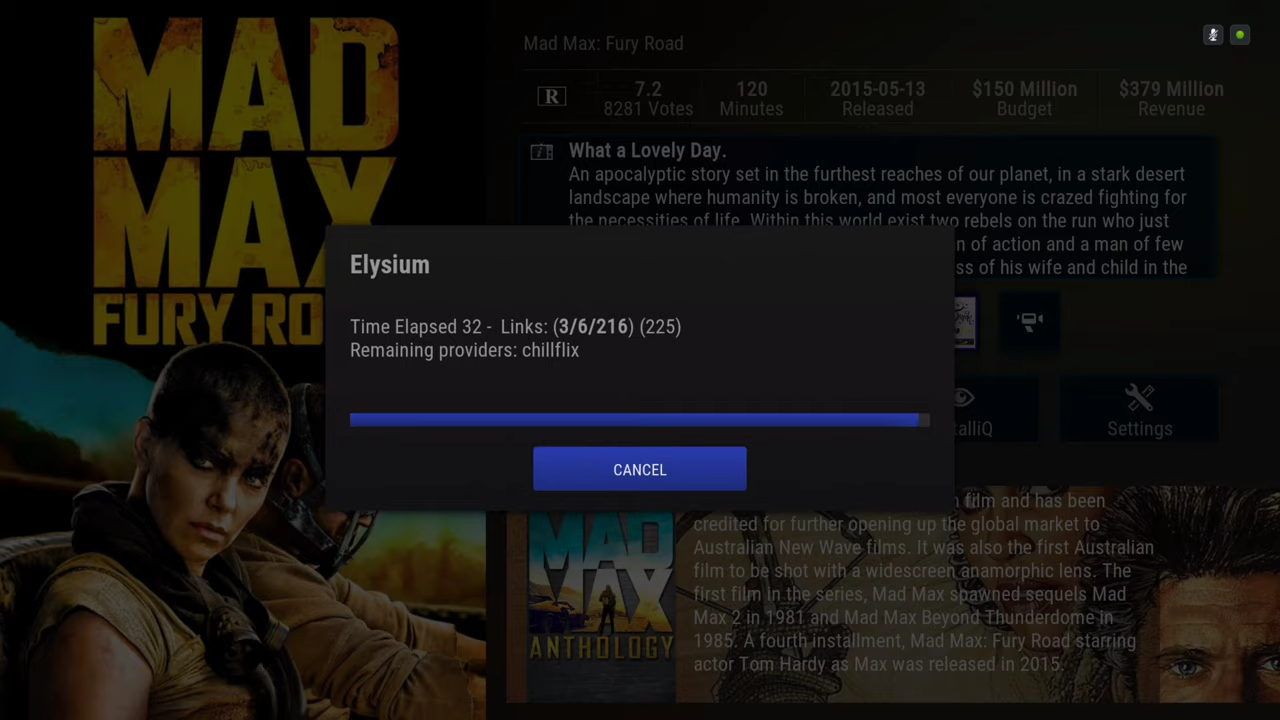 MAD
MAX
FURY RO
Mad Max: Fury Road
R
7.2
8281 Votes
120
Minutes
2015-05-13
Released
$150 Million
Budget
$379 Million
Revenue
What a Lovely Day.
An apocalyptic story set in the furthest reaches of our planet, in a stark desert
landscape where humanity is broken, and most everyone is crazed fighting for
the necessities of life. Within this world exist two rebels on the run who just
n of action and a man of few
ss of his wife and child in the
Elysium
Time Elapsed 32 - Links: (3/6/216) (225)
Remaining providers: chillflix
CANCEL
talliQ
Settings
n film and has been
credited for further opening up the global market to
Australian New Wave films. It was also the first Australian
film to be shot with a widescreen anamorphic lens. The
first film in the series, Mad Max spawned sequels Mad
Max 2 in 1981 and Mad Max Beyond Thunderdome in
1985. A fourth installment, Mad Max: Fury Road starring
actor Tom Hardy as Max was released in 2015.
MAD
MAX
ANTHOLOGY